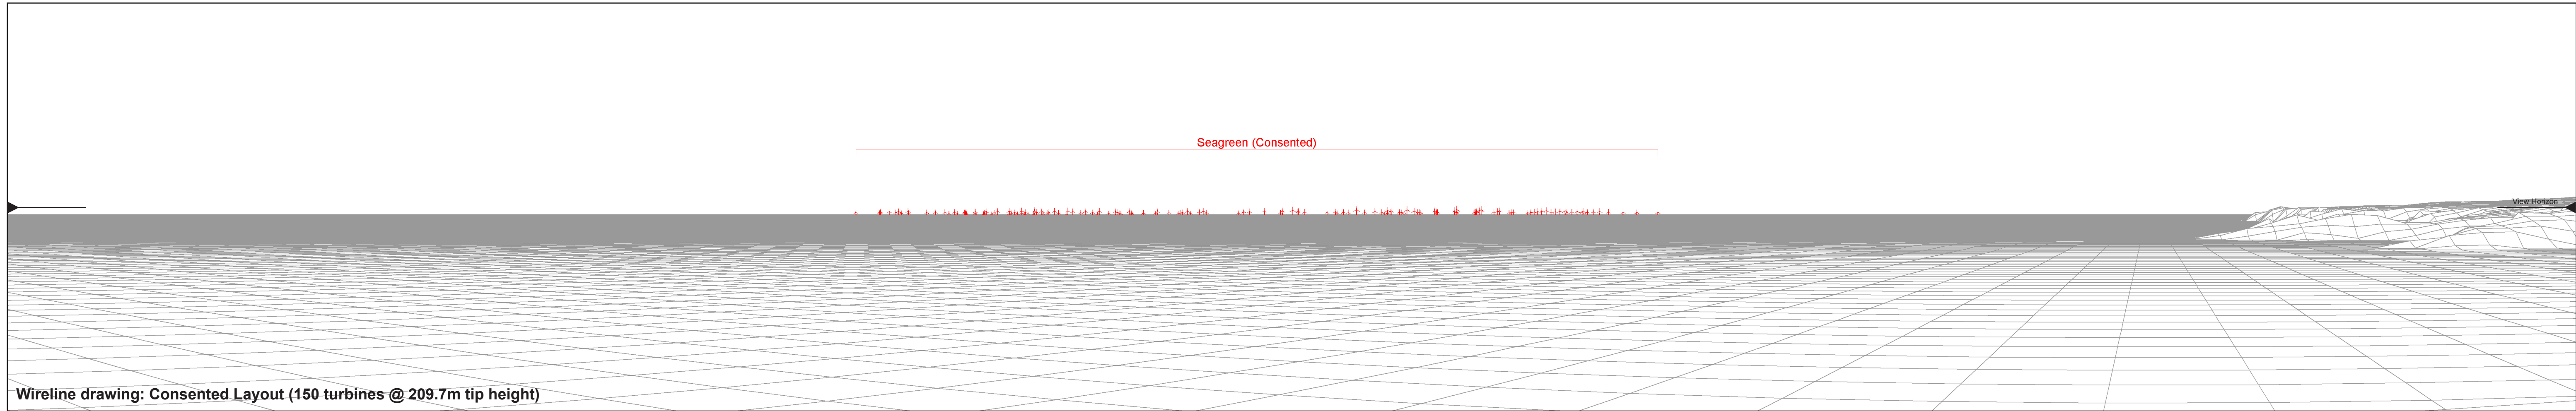 Seagreen (Consented)
View Horizon
Wireline drawing: Consented Layout (150 turbines @ 209.7m tip height)